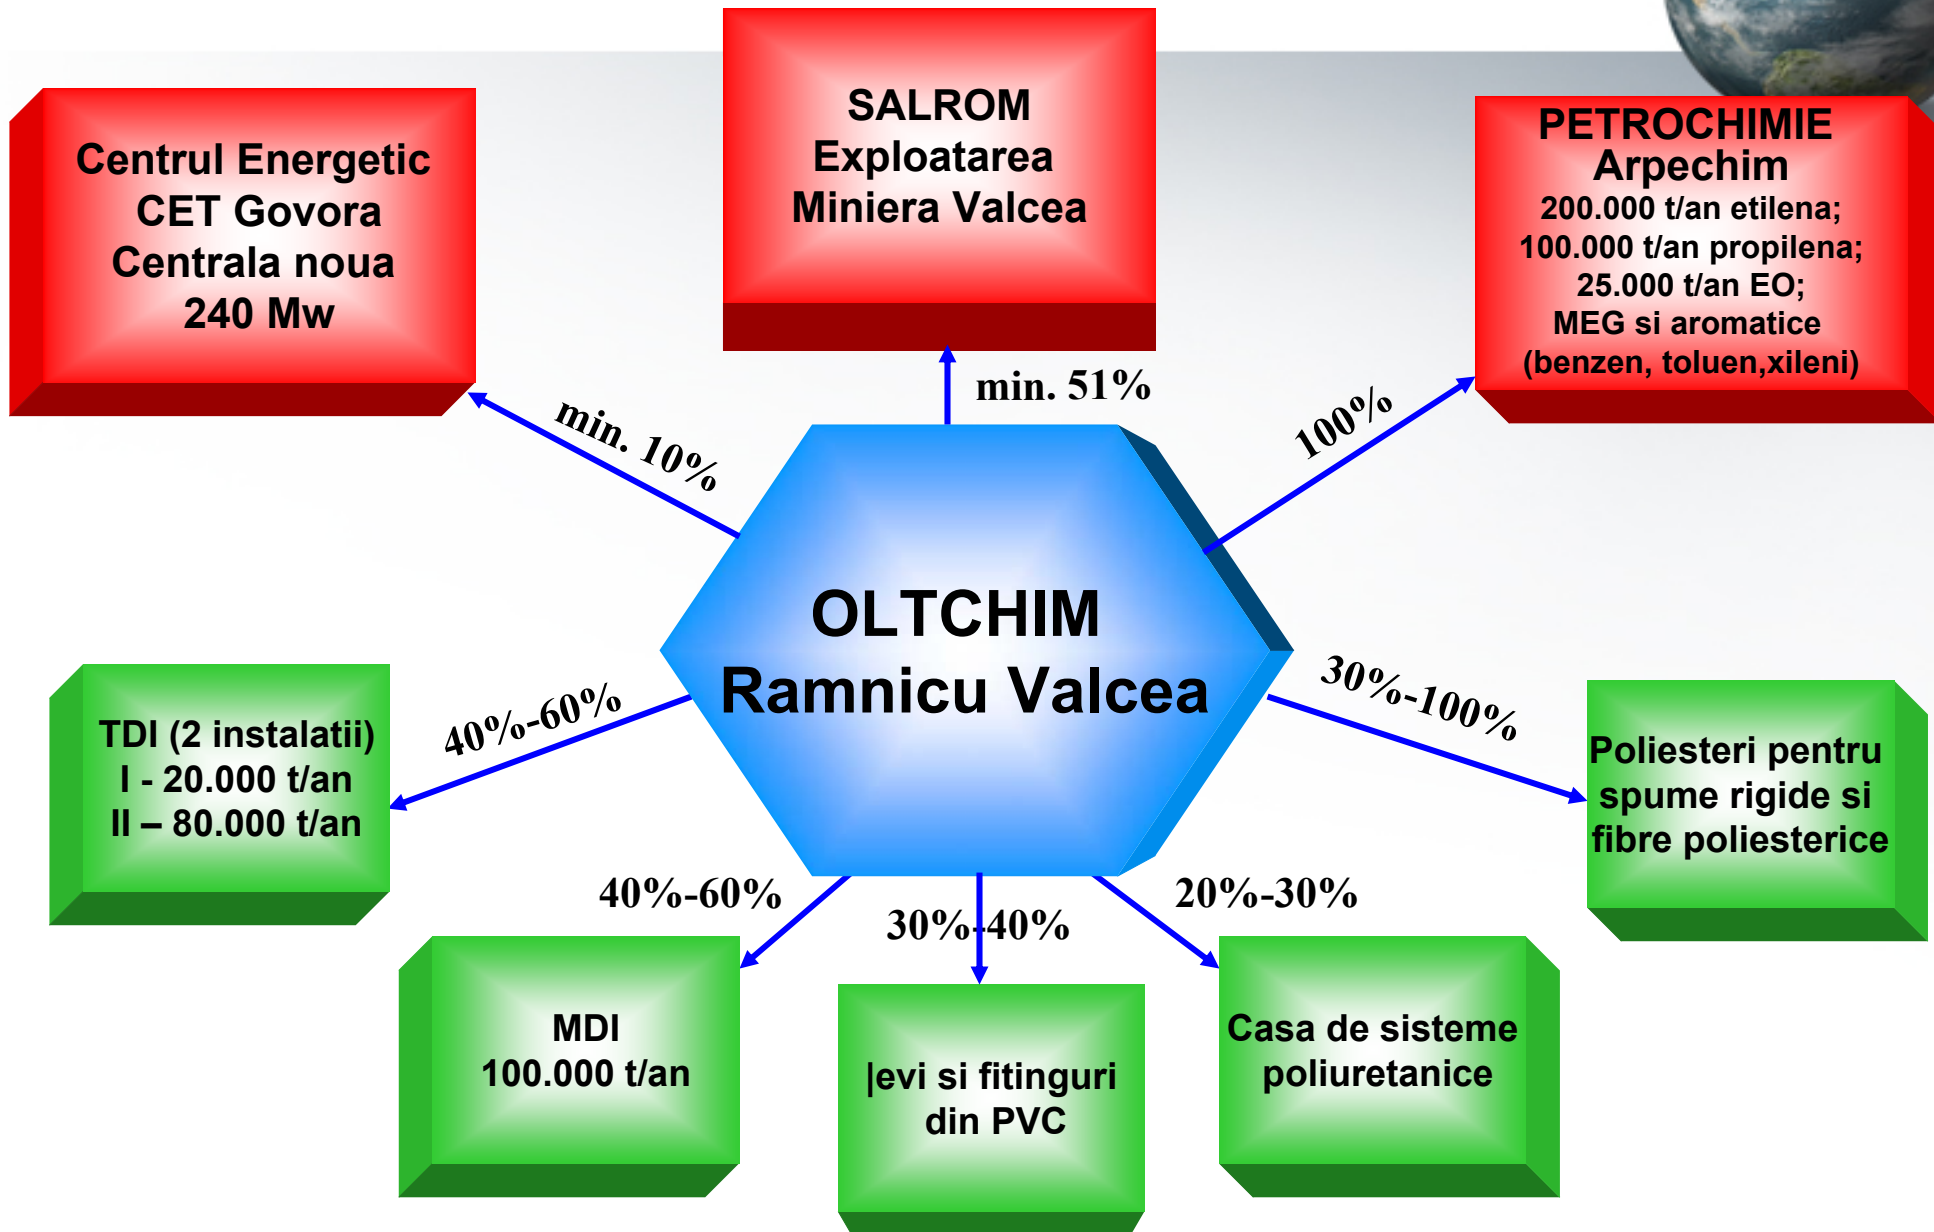 SALROM
Exploatarea
Miniera Valcea
Centrul Energetic
CET Govora
Centrala noua
240 Mw
PETROCHIMIE
Arpechim
200.000 t/an etilena;
100.000 t/an propilena;
25.000 t/an EO;
MEG si aromatice
(benzen, toluen,xileni)
min. 10%
min. 51%
100%
OLTCHIM
Ramnicu Valcea
40%-60%
30%-100%
TDI (2 instalatii)
I - 20.000 t/an
II – 80.000 t/an
Poliesteri pentru
spume rigide si
fibre poliesterice
40%-60%
30%-40%
20%-30%
MDI
100.000 t/an
|evi si fitinguri
din PVC
Casa de sisteme
poliuretanice